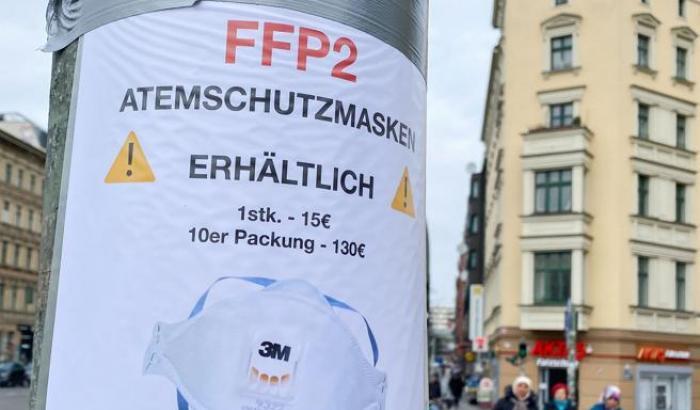 FFP2
ATEMSCHUTZMASKEN
ERHÄLTLICH
1stk. - 15€
10er Packung - 130€
3M